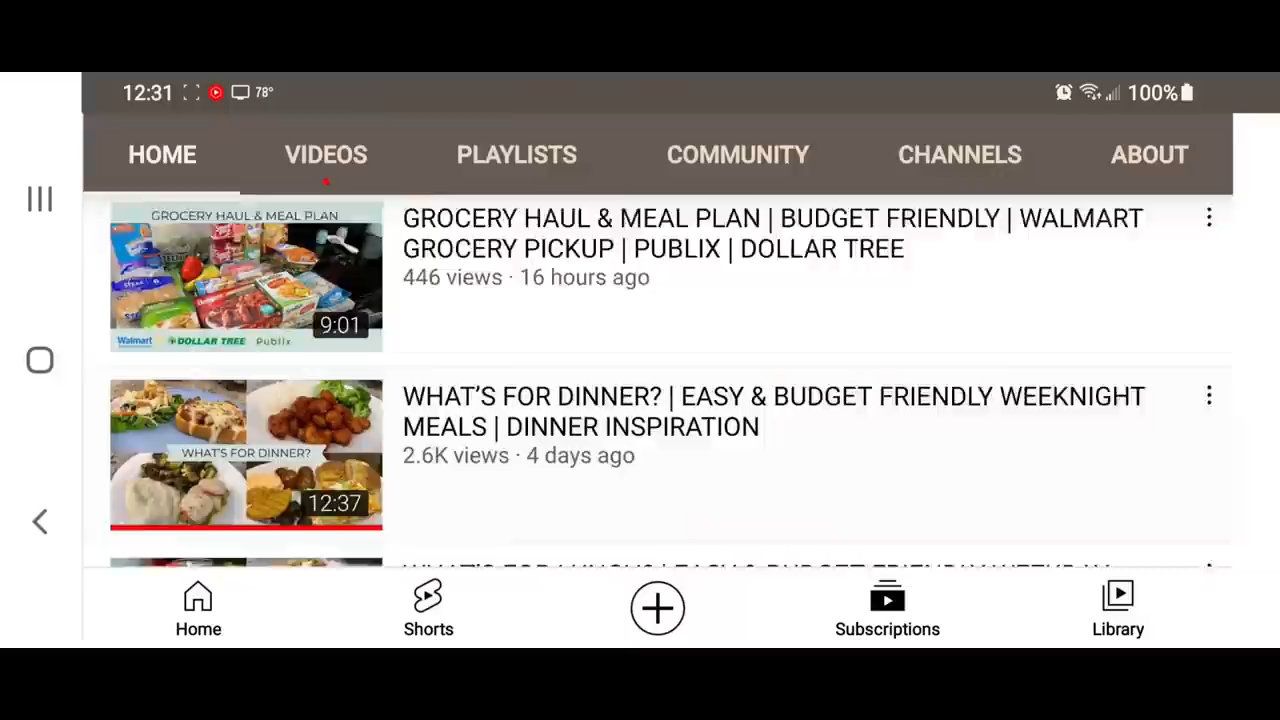 12:31 78° 100%
HOME VIDEOS PLAYLISTS COMMUNITY CHANNELS ABOUT
GROCERY HAUL & MEAL PLAN
Walmart DOLLAR TREE Publix
9:01
GROCERY HAUL & MEAL PLAN | BUDGET FRIENDLY | WALMART
GROCERY PICKUP | PUBLIX | DOLLAR TREE
446 views · 16 hours ago
WHAT'S FOR DINNER?
12:37
WHAT’S FOR DINNER? | EASY & BUDGET FRIENDLY WEEKNIGHT
MEALS | DINNER INSPIRATION
2.6K views · 4 days ago
Home Shorts Subscriptions Library